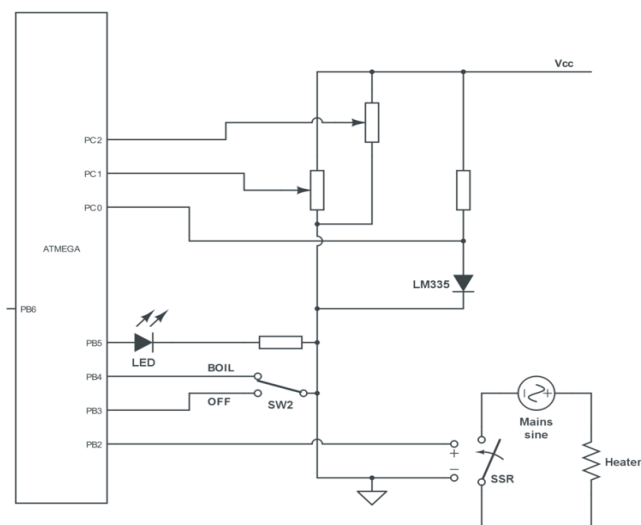 Vcc
PC2
PC1
PC0
ATMEGA
LM335
PB6
PB5
LED
BOIL
PB4
OFF
SW2
PB3
PB2
+
−
SSR
− +
Mains
sine
Heater